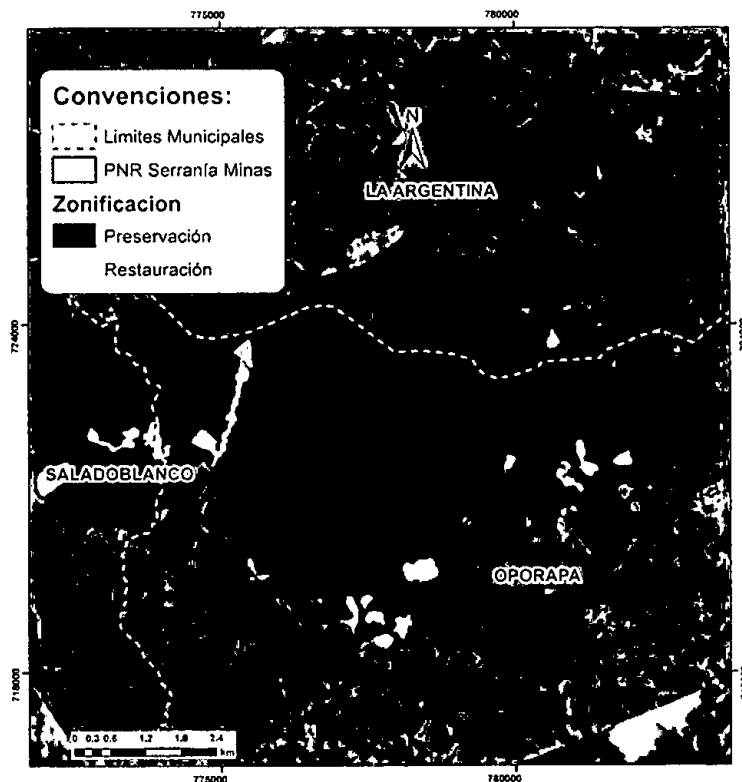 775000 780000
Convenciones:
Limites Municipales
PNR Serranía Minas
Zonificacion
Preservación
Restauración
N
LA ARGENTINA
724000
SALADOBLANCO
OPORAPA
718000
0 0.3 0.6 1.2 1.8 2.4
km
775000 780000